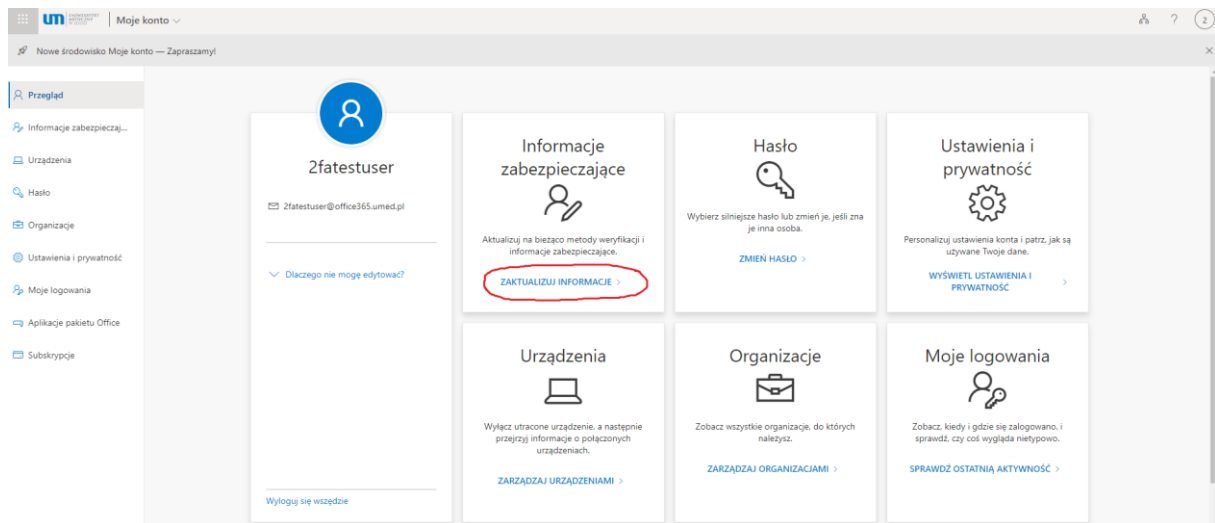 um UNIWERSYTET MEDYCZNY W ŁODZI Moje konto
? 2
Nowe środowisko Moje konto — Zapraszamy!
Przegląd
Informacje zabezpieczaj...
Urządzenia
Hasło
Organizacje
Ustawienia i prywatność
Moje logowania
Aplikacje pakietu Office
Subskrypcje
2fatestuser
2fatestuser@office365.umed.pl
Dlaczego nie mogę edytować?
Wyloguj się wszędzie
Informacje
zabezpieczające
Aktualizuj na bieżąco metody weryfikacji i
informacje zabezpieczające.
ZAKTUALIZUJ INFORMACJE
Hasło
Wybierz silniejsze hasło lub zmień je, jeśli zna
je inna osoba.
ZMIEŃ HASŁO
Ustawienia i
prywatność
Personalizuj ustawienia konta i patrz, jak są
używane Twoje dane.
WYŚWIETL USTAWIENIA I
PRYWATNOŚĆ
Urządzenia
Wyłącz utracone urządzenie, a następnie
przejrzyj informacje o połączonych
urządzeniach.
ZARZĄDZAJ URZĄDZENIAMI
Organizacje
Zobacz wszystkie organizacje, do których
należysz.
ZARZĄDZAJ ORGANIZACJAMI
Moje logowania
Zobacz, kiedy i gdzie się zalogowano, i
sprawdź, czy coś wygląda nietypowo.
SPRAWDŹ OSTATNIĄ AKTYWNOŚĆ